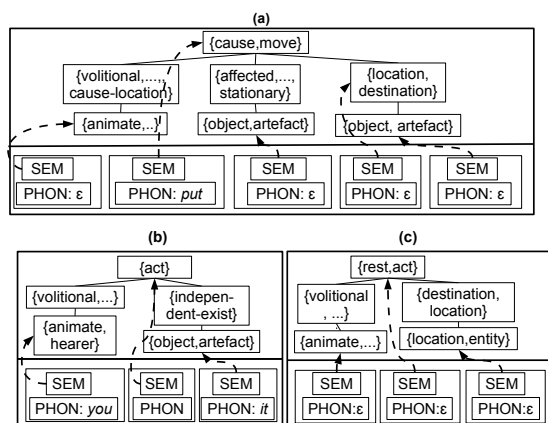 (a)
{cause,move}
{volitional,...,
cause-location}
{affected,...,
stationary}
{location,
destination}
{animate,..}
{object,artefact}
{object, artefact}
SEM
PHON: ε
SEM
PHON: put
SEM
PHON: ε
SEM
PHON: ε
SEM
PHON: ε
(b)
{act}
{volitional,...}
{indepen-
dent-exist}
{animate,
hearer}
{object,artefact}
SEM
PHON: you
SEM
PHON
SEM
PHON: it
(c)
{rest,act}
{volitional
, ...}
{destination,
location}
{animate,...}
{location,entity}
SEM
PHON:ε
SEM
PHON:ε
SEM
PHON:ε